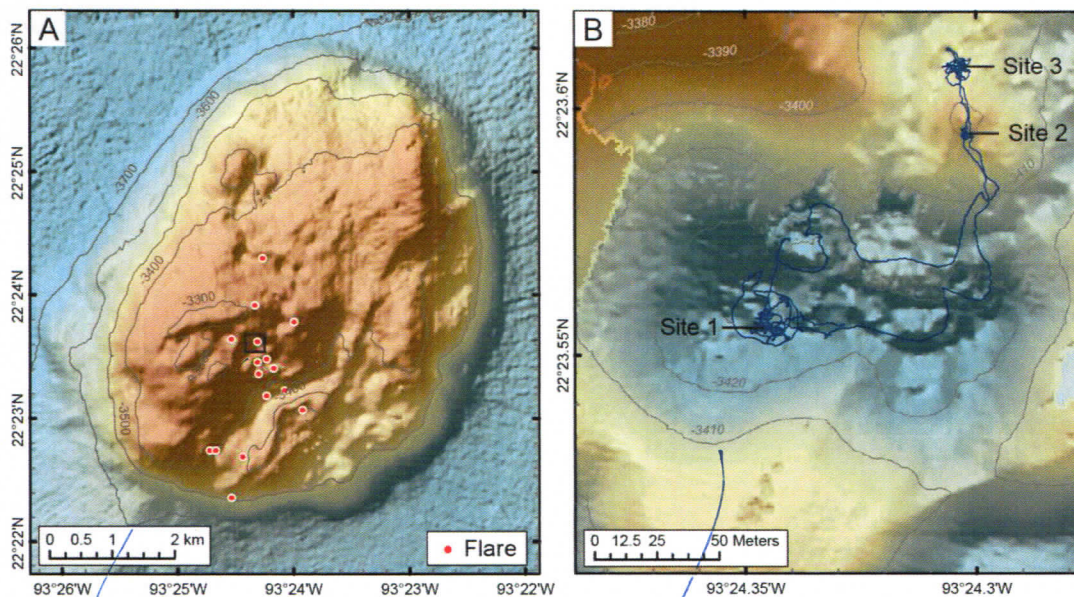 A
22°26'N
22°25'N
22°24'N
22°23'N
22°22'N
-3600
-3700
-3400
-3300
-3400
-3500
0 0.5 1 2 km
Flare
93°26'W 93°25'W 93°24'W 93°23'W 93°22'W
B
-3380
-3390
-3400
-3410
Site 3
Site 2
22°23.6'N
Site 1
22°23.55'N
-3420
-3410
0 12.5 25 50 Meters
93°24.35'W 93°24.3'W